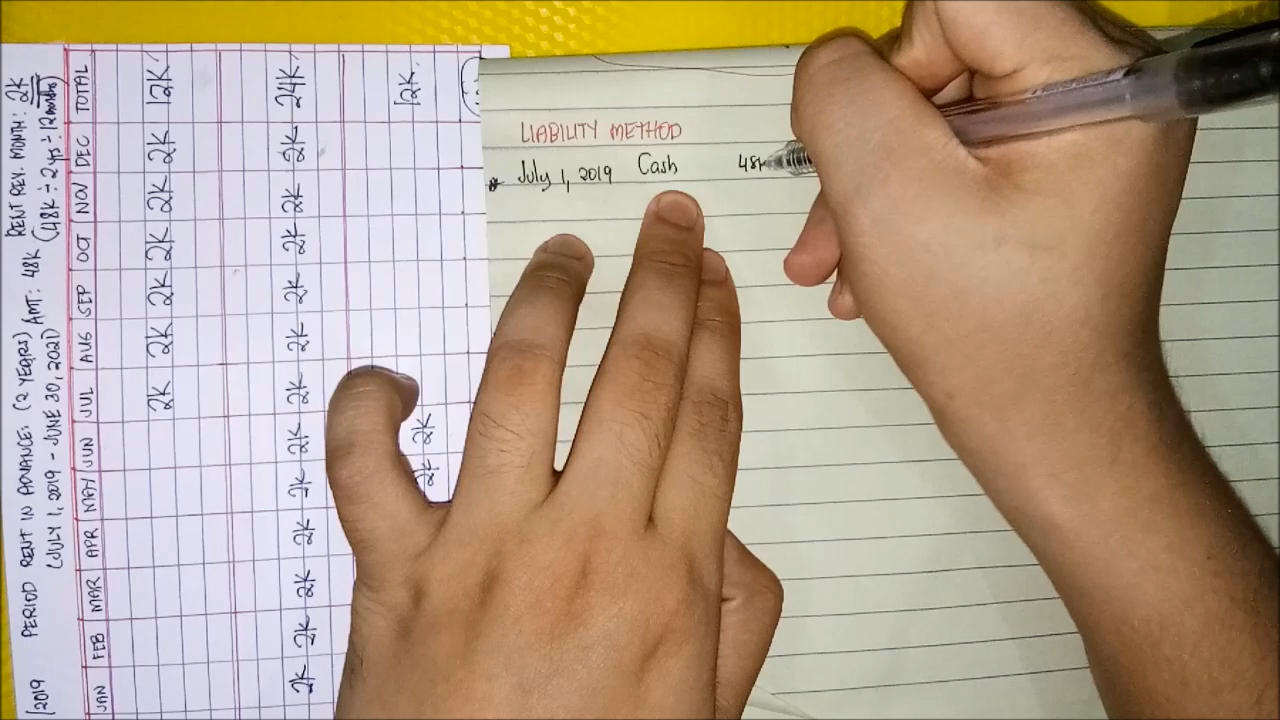 PERIOD RENT IN ADVANCE: (2 YEARS) AMT: 48K RENT REV. MONTH: 2K
(JULY 1, 2019 - JUNE 30, 2021) (48K ÷ 2 yrs ÷ 12 months)
2019
JAN FEB MAR APR MAY JUN JUL AUG SEP OCT NOV DEC TOTAL
2K 2K 2K 2K 2K 2K 12K
2K 2K 2K 2K 2K 2K 2K 2K 2K 2K 2K 2K 24K
2K 2K 12K
LIABILITY METHOD
July 1, 2019 Cash 48K